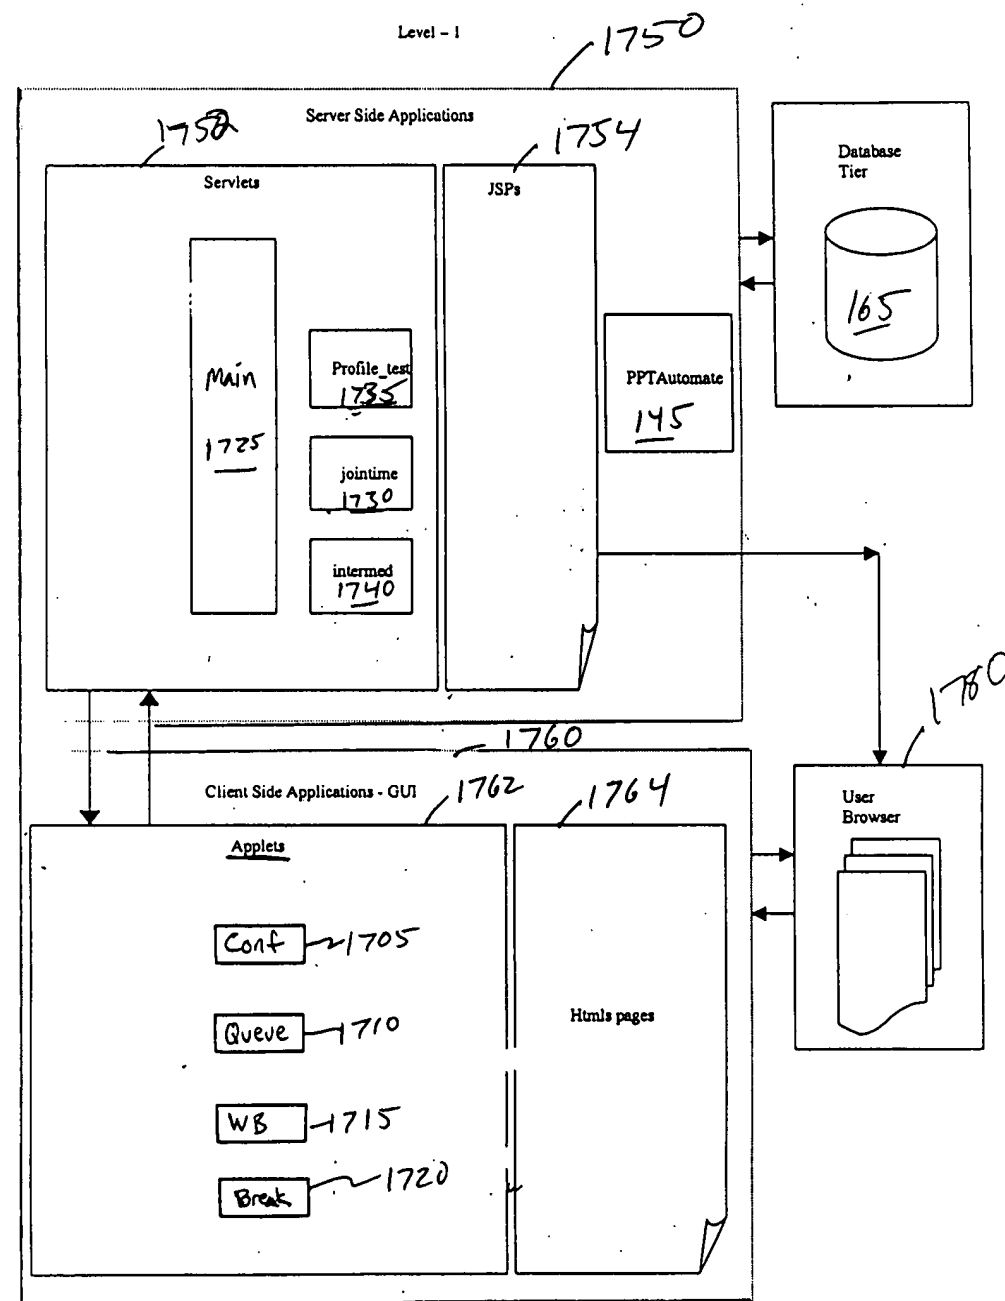 Level - 1
1750
Server Side Applications
1752
1754
Servlets
JSPs
Database
Tier
165
Main
1725
Profile_test
1735
PPTAutomate
145
jointime
1730
intermed
1740
1780
1760
Client Side Applications - GUI
1762
1764
User
Browser
Applets
Conf
1705
Queue
1710
Htmls pages
WB
1715
Break
1720